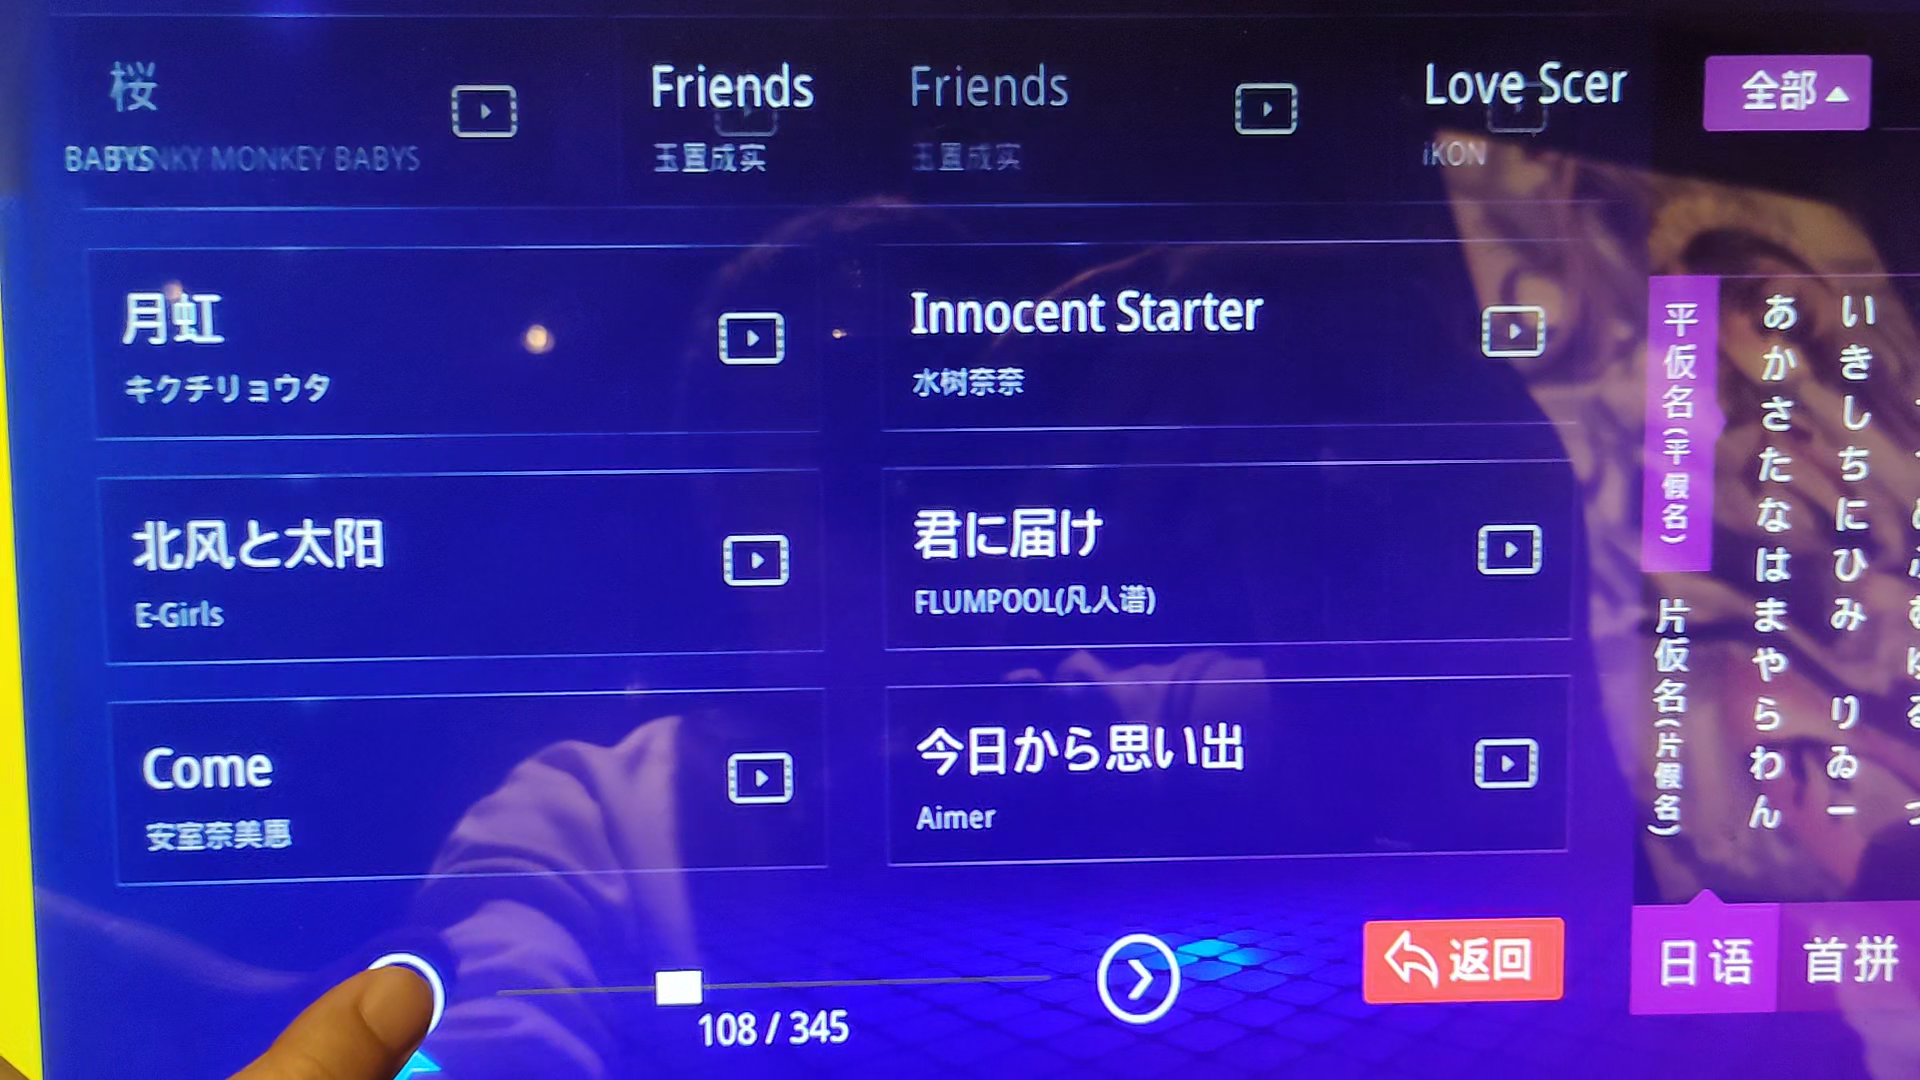 桜
BABYS
NKY MONKEY BABYS
Friends
玉置成实
Friends
玉置成实
Love Scer
iKON
全部
月虹
キクチリョウタ
Innocent Starter
水树奈奈
北风と太阳
E-Girls
君に届け
FLUMPOOL(凡人谱)
Come
安室奈美惠
今日から思い出
Aimer
平仮名(平假名)
片仮名(片假名)
あかさたなはまやらわん
いきしちにひみ りゐー
108 / 345
返回
日语
首拼